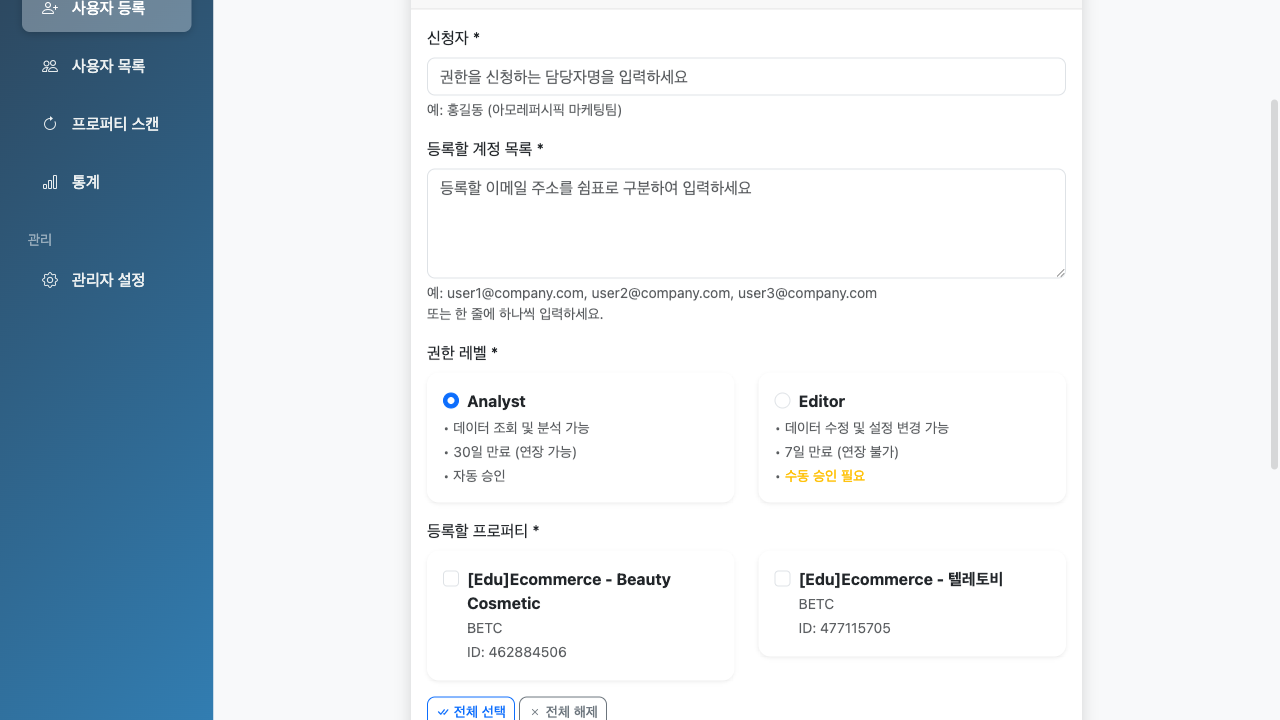 사용자 등록
사용자 목록
프로퍼티 스캔
통계
관리
관리자 설정
신청자 *
권한을 신청하는 담당자명을 입력하세요
예: 홍길동 (아모레퍼시픽 마케팅팀)
등록할 계정 목록 *
등록할 이메일 주소를 쉼표로 구분하여 입력하세요
예: user1@company.com, user2@company.com, user3@company.com
또는 한 줄에 하나씩 입력하세요.
권한 레벨 *
Analyst
• 데이터 조회 및 분석 가능
• 30일 만료 (연장 가능)
• 자동 승인
Editor
• 데이터 수정 및 설정 변경 가능
• 7일 만료 (연장 불가)
• 수동 승인 필요
등록할 프로퍼티 *
[Edu]Ecommerce - Beauty
Cosmetic
BETC
ID: 462884506
[Edu]Ecommerce - 텔레토비
BETC
ID: 477115705
전체 선택
전체 해제